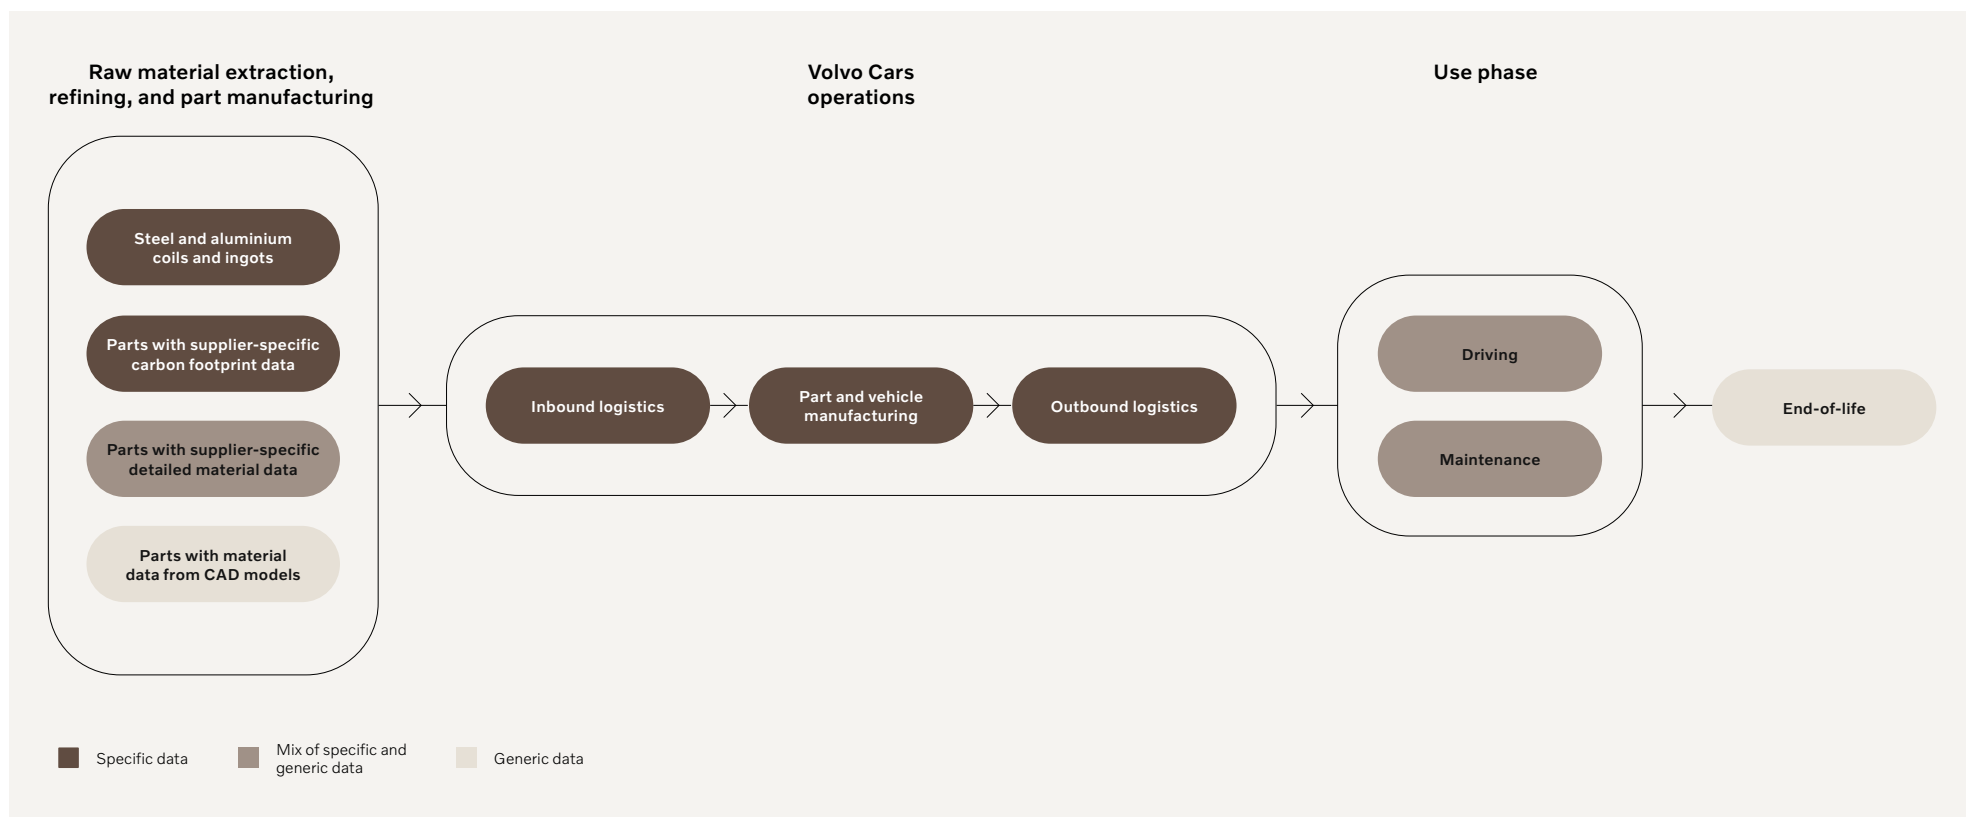 Raw material extraction,
refining, and part manufacturing
Steel and aluminium
coils and ingots
Parts with supplier-specific
carbon footprint data
Parts with supplier-specific
detailed material data
Parts with material
data from CAD models
Volvo Cars
operations
Inbound logistics
Part and vehicle
manufacturing
Outbound logistics
Use phase
Driving
Maintenance
End-of-life
Specific data
Mix of specific and
generic data
Generic data